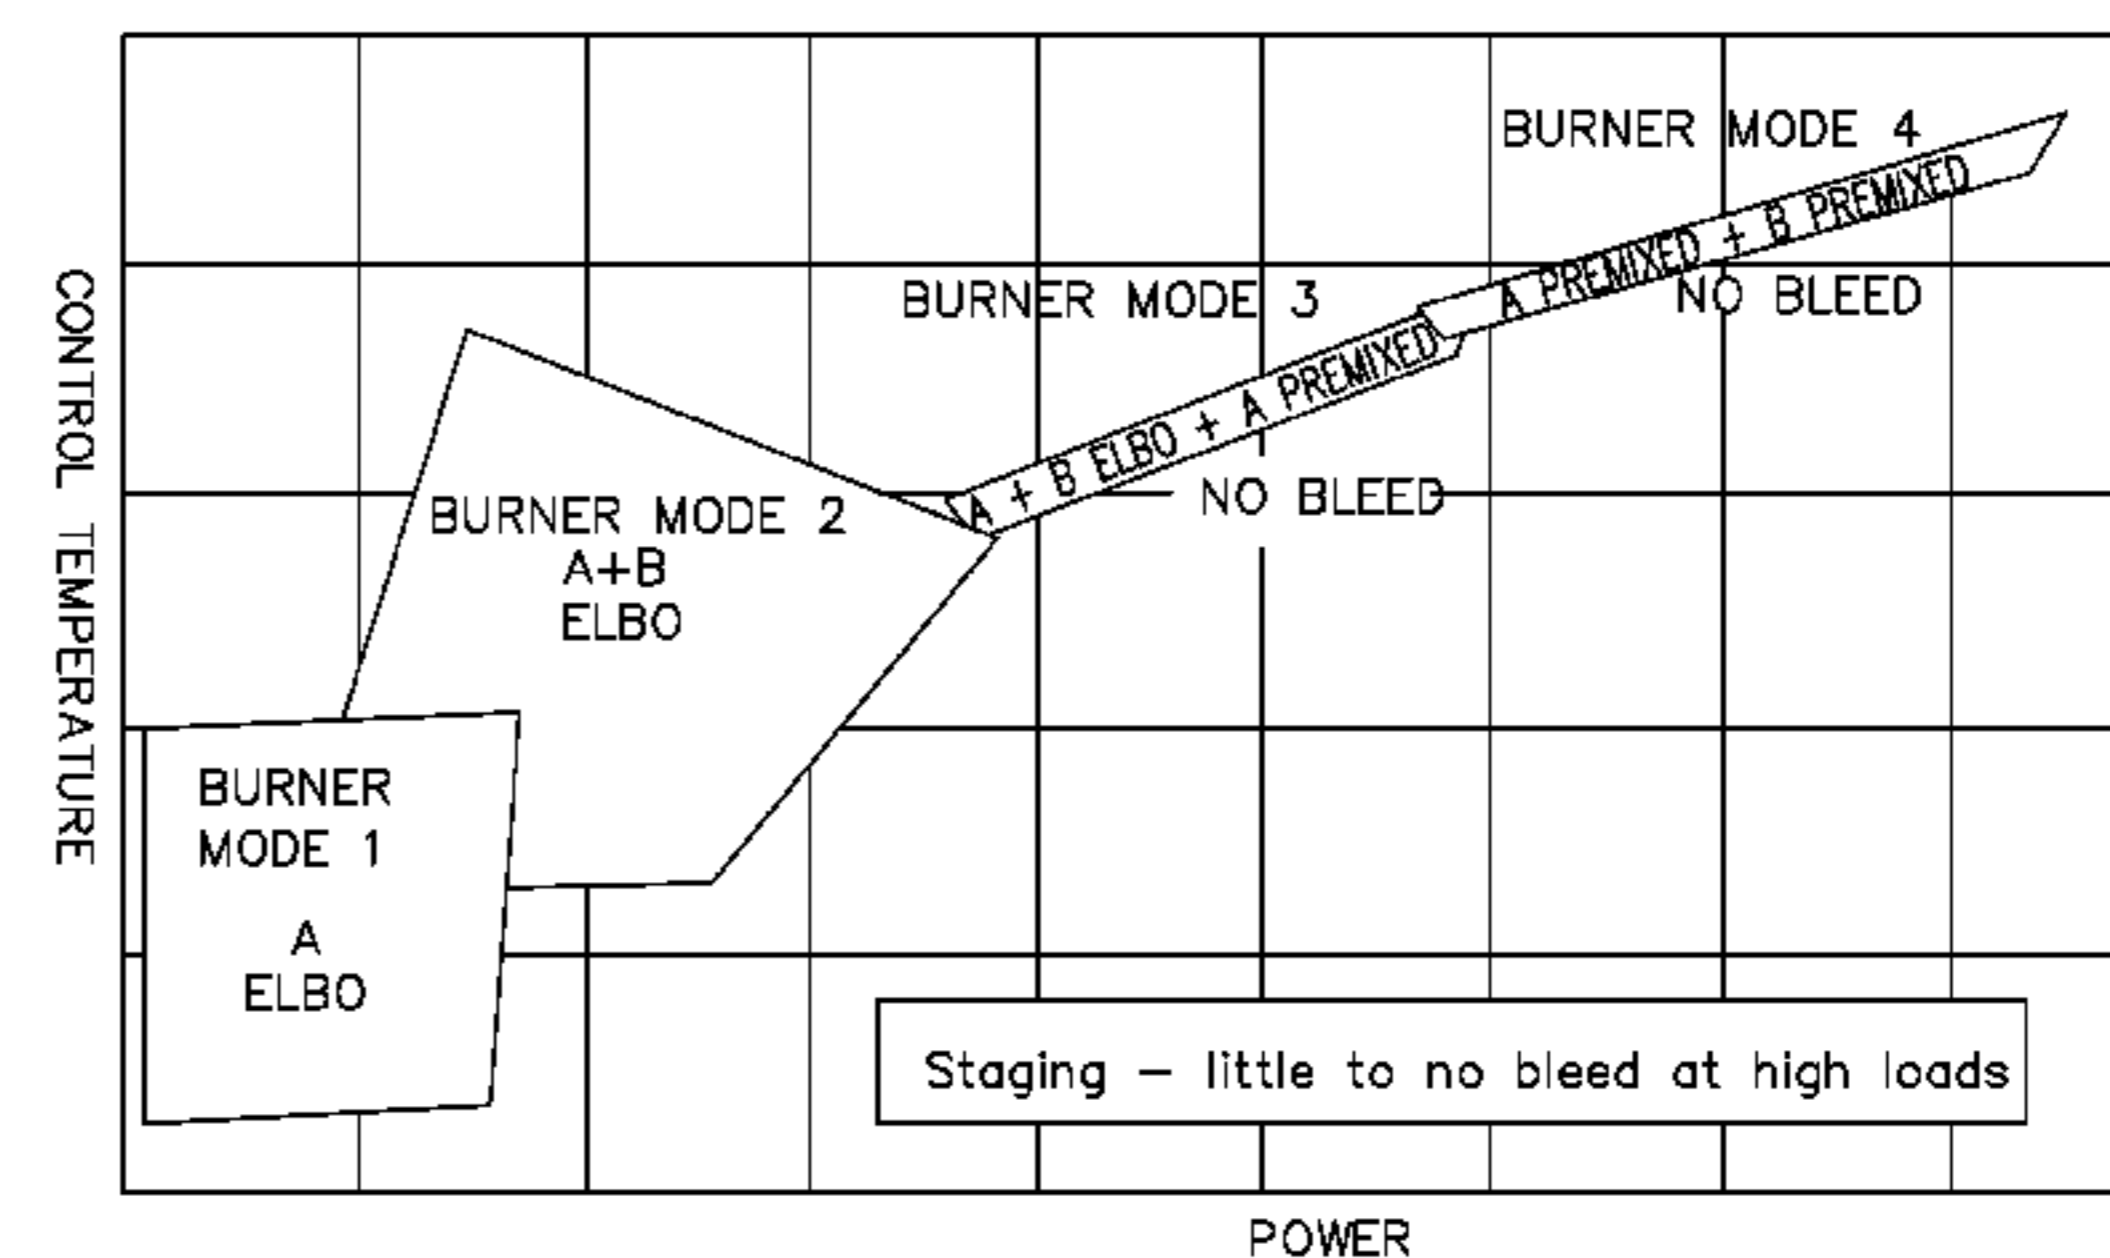 BURNER MODE 4
A PREMIXED + B PREMIXED
NO BLEED
BURNER MODE 3
A + B ELBO + A PREMIXED
NO BLEED
BURNER MODE 2
A+B
ELBO
BURNER
MODE 1
A
ELBO
CONTROL TEMPERATURE
Staging – little to no bleed at high loads
POWER